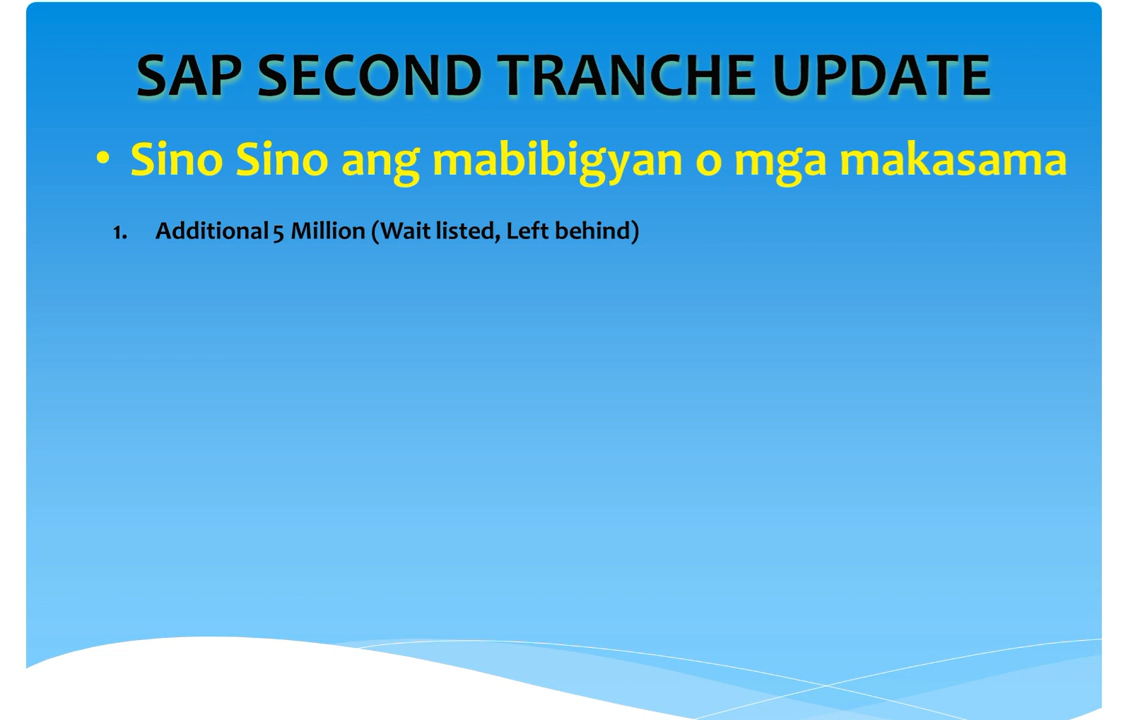 SAP SECOND TRANCHE UPDATE
• Sino Sino ang mabibigyan o mga makasama
1. Additional 5 Million (Wait listed, Left behind)